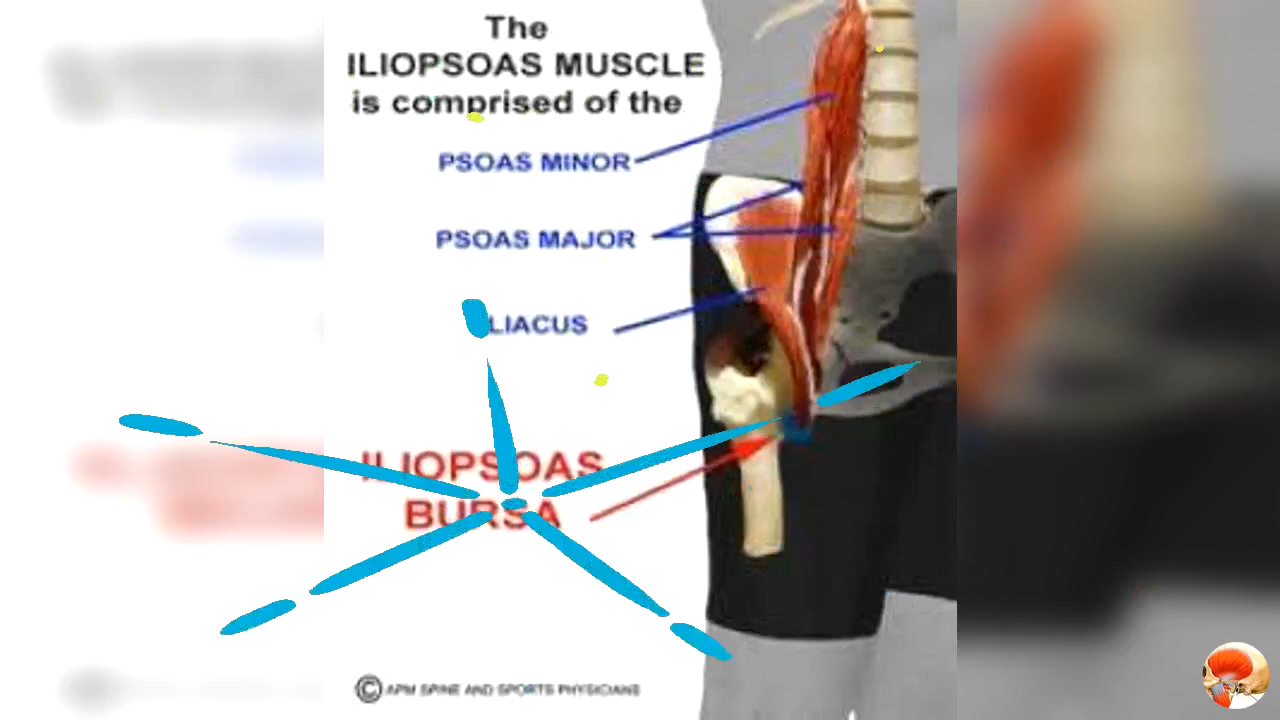 The
ILIOPSOAS MUSCLE
is comprised of the
PSOAS MINOR
PSOAS MAJOR
LIACUS
ILIOPSOAS
BURSA
© APM SPINE AND SPORTS PHYSICIANS